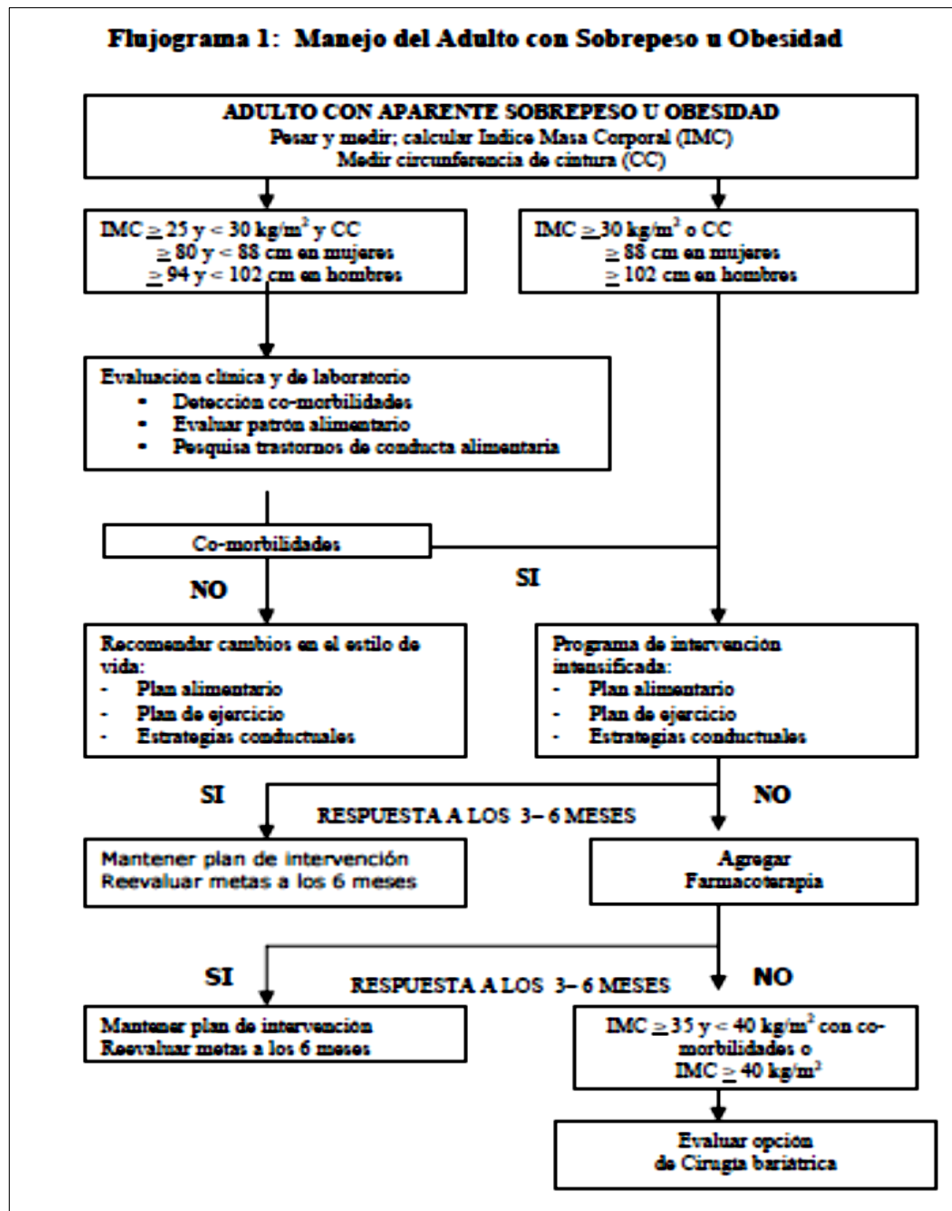 Flujograma 1: Manejo del Adulto con Sobrepeso u Obesidad
ADULTO CON APARENTE SOBREPESO U OBESIDAD
Pesar y medir; calcular Indice Masa Corporal (IMC)
Medir circunferencia de cintura (CC)
IMC ≥ 25 y < 30 kg/m² y CC
≥ 80 y < 88 cm en mujeres
≥ 94 y < 102 cm en hombres
IMC ≥ 30 kg/m² o CC
≥ 88 cm en mujeres
≥ 102 cm en hombres
Evaluación clínica y de laboratorio
▪ Detección co-morbilidades
▪ Evaluar patrón alimentario
▪ Pesquisa trastornos de conducta alimentaria
Co-morbilidades
NO
SI
Recomendar cambios en el estilo de
vida:
- Plan alimentario
- Plan de ejercicio
- Estrategias conductuales
Programa de intervención
intensificada:
- Plan alimentario
- Plan de ejercicio
- Estrategias conductuales
SI
RESPUESTA A LOS 3– 6 MESES
NO
Mantener plan de intervención
Reevaluar metas a los 6 meses
Agregar
Farmacoterapia
SI
RESPUESTA A LOS 3– 6 MESES
NO
Mantener plan de intervención
Reevaluar metas a los 6 meses
IMC ≥ 35 y < 40 kg/m² con co-
morbilidades o
IMC ≥ 40 kg/m²
Evaluar opción
de Cirugía bariátrica